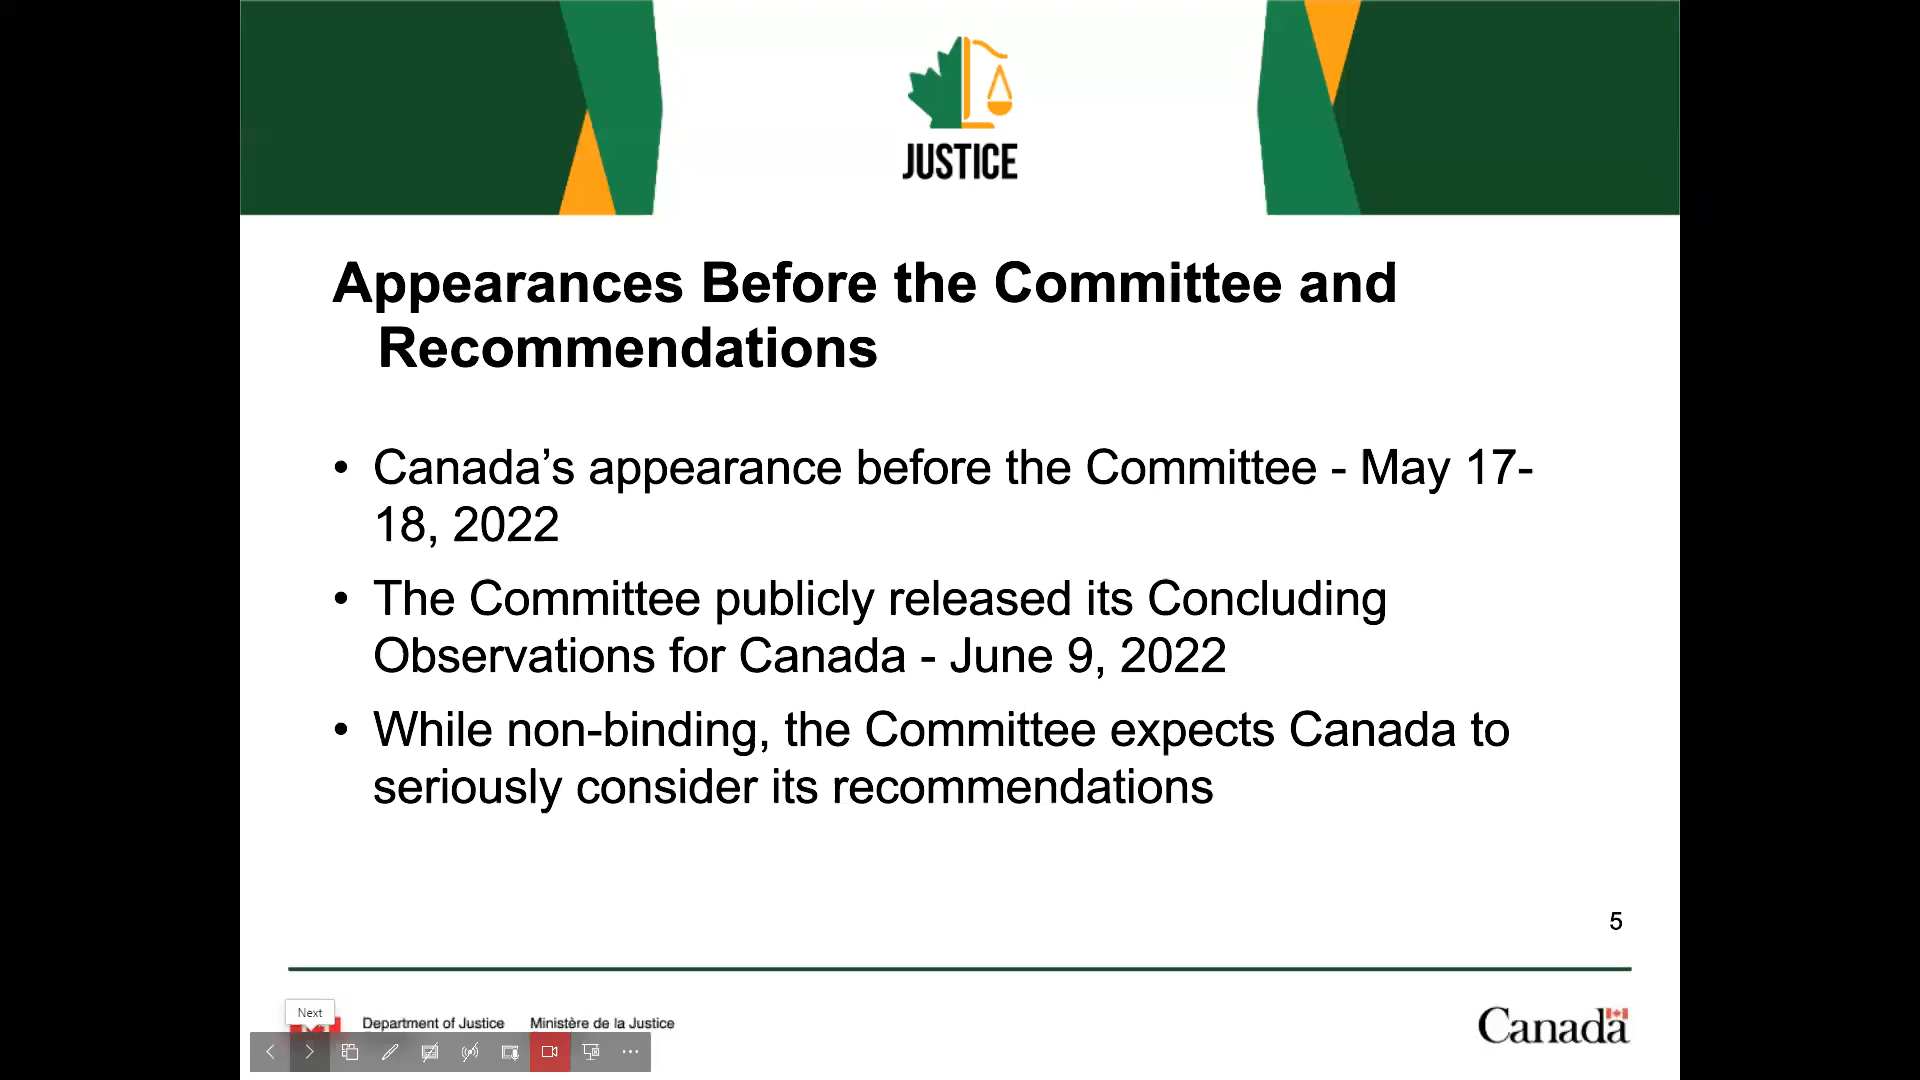 JUSTICE
Appearances Before the Committee and
Recommendations
• Canada’s appearance before the Committee - May 17-
18, 2022
• The Committee publicly released its Concluding
Observations for Canada - June 9, 2022
• While non-binding, the Committee expects Canada to
seriously consider its recommendations
5
Next
Department of Justice Ministère de la Justice
Canada